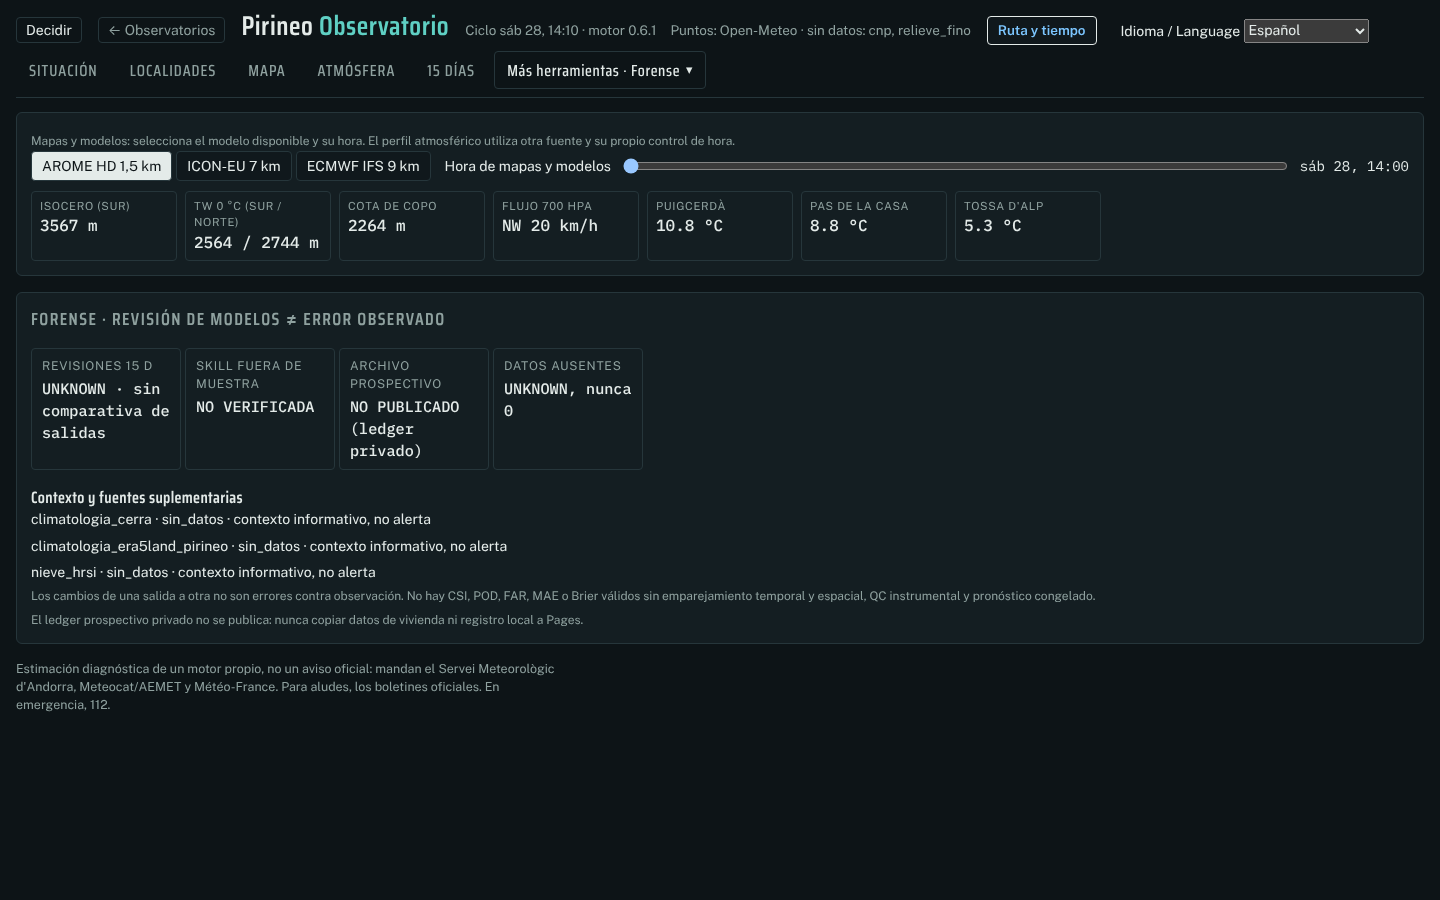 Decidir
← Observatorios
Pirineo Observatorio
Ciclo sáb 28, 14:10 · motor 0.6.1
Puntos: Open-Meteo · sin datos: cnp, relieve_fino
Ruta y tiempo
Idioma / Language
Español
SITUACIÓN
LOCALIDADES
MAPA
ATMÓSFERA
15 DÍAS
Más herramientas · Forense ▾
Mapas y modelos: selecciona el modelo disponible y su hora. El perfil atmosférico utiliza otra fuente y su propio control de hora.
AROME HD 1,5 km
ICON-EU 7 km
ECMWF IFS 9 km
Hora de mapas y modelos
sáb 28, 14:00
ISOCERO (SUR)
3567 m
TW 0 °C (SUR /
NORTE)
2564 / 2744 m
COTA DE COPO
2264 m
FLUJO 700 HPA
NW 20 km/h
PUIGCERDÀ
10.8 °C
PAS DE LA CASA
8.8 °C
TOSSA D'ALP
5.3 °C
FORENSE · REVISIÓN DE MODELOS ≠ ERROR OBSERVADO
REVISIONES 15 D
UNKNOWN · sin
comparativa de
salidas
SKILL FUERA DE
MUESTRA
NO VERIFICADA
ARCHIVO
PROSPECTIVO
NO PUBLICADO
(ledger
privado)
DATOS AUSENTES
UNKNOWN, nunca
0
Contexto y fuentes suplementarias
climatologia_cerra · sin_datos · contexto informativo, no alerta
climatologia_era5land_pirineo · sin_datos · contexto informativo, no alerta
nieve_hrsi · sin_datos · contexto informativo, no alerta
Los cambios de una salida a otra no son errores contra observación. No hay CSI, POD, FAR, MAE o Brier válidos sin emparejamiento temporal y espacial, QC instrumental y pronóstico congelado.
El ledger prospectivo privado no se publica: nunca copiar datos de vivienda ni registro local a Pages.
Estimación diagnóstica de un motor propio, no un aviso oficial: mandan el Servei Meteorològic
d'Andorra, Meteocat/AEMET y Météo-France. Para aludes, los boletines oficiales. En
emergencia, 112.